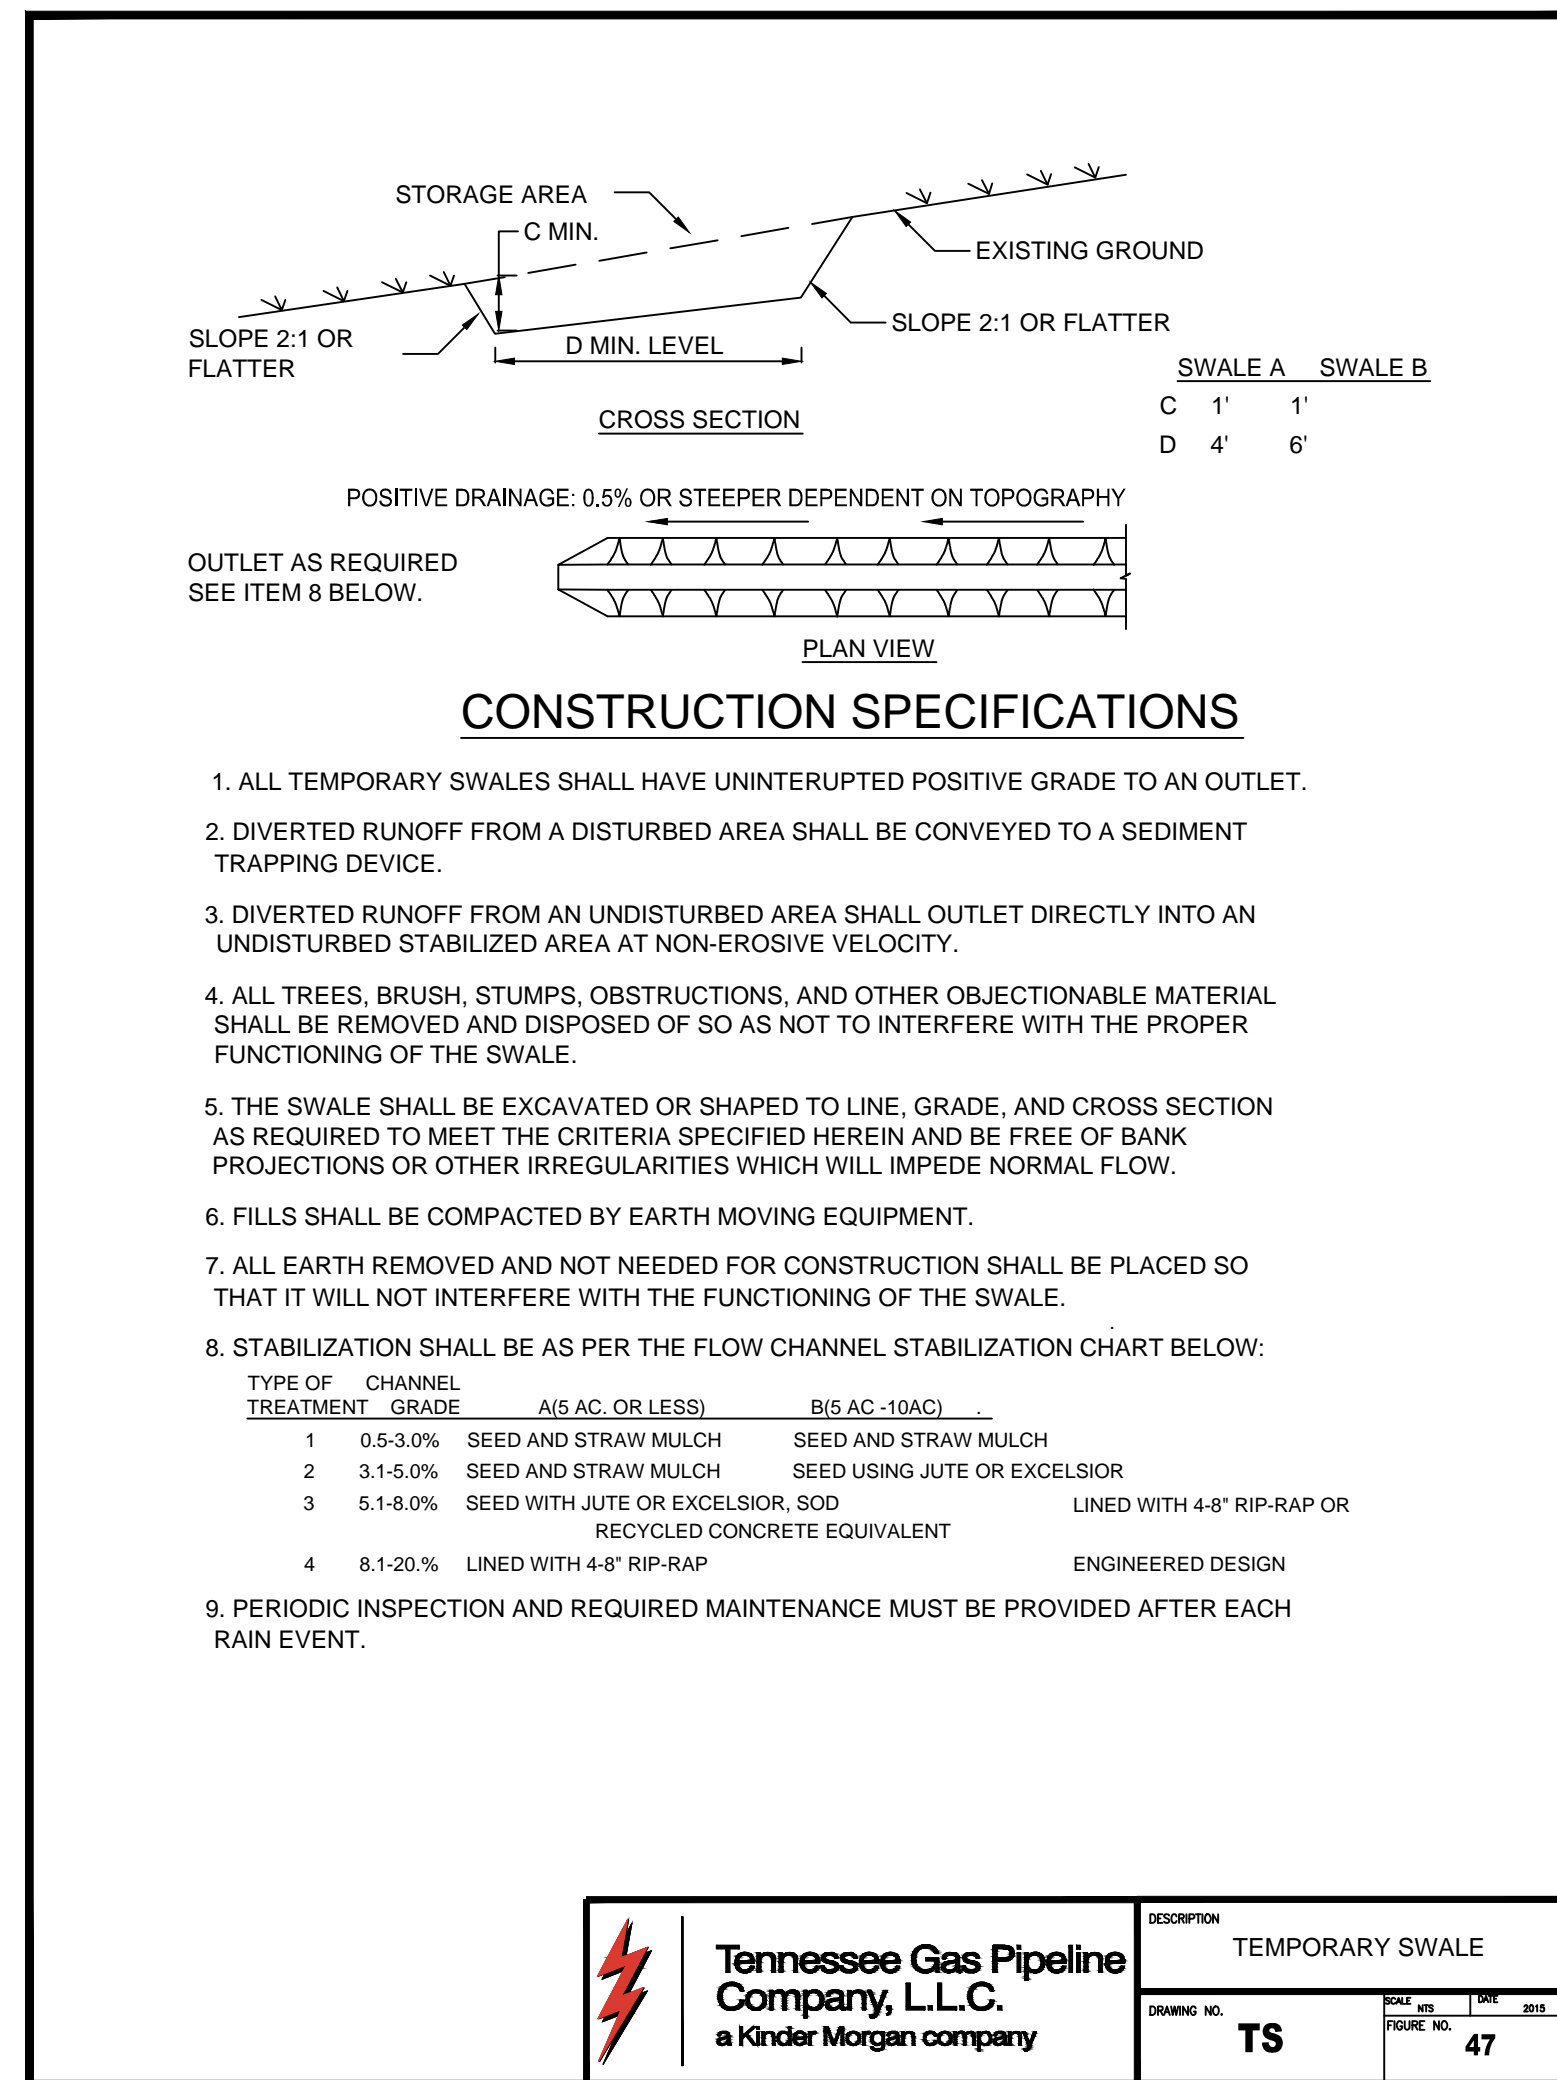 STORAGE AREA
C MIN.
EXISTING GROUND
SLOPE 2:1 OR
FLATTER
SLOPE 2:1 OR FLATTER
D MIN. LEVEL
CROSS SECTION
SWALE A SWALE B
C 1' 1'
D 4' 6'
POSITIVE DRAINAGE: 0.5% OR STEEPER DEPENDENT ON TOPOGRAPHY
OUTLET AS REQUIRED
SEE ITEM 8 BELOW.
PLAN VIEW
CONSTRUCTION SPECIFICATIONS
1. ALL TEMPORARY SWALES SHALL HAVE UNINTERUPTED POSITIVE GRADE TO AN OUTLET.
2. DIVERTED RUNOFF FROM A DISTURBED AREA SHALL BE CONVEYED TO A SEDIMENT
TRAPPING DEVICE.
3. DIVERTED RUNOFF FROM AN UNDISTURBED AREA SHALL OUTLET DIRECTLY INTO AN
UNDISTURBED STABILIZED AREA AT NON-EROSIVE VELOCITY.
4. ALL TREES, BRUSH, STUMPS, OBSTRUCTIONS, AND OTHER OBJECTIONABLE MATERIAL
SHALL BE REMOVED AND DISPOSED OF SO AS NOT TO INTERFERE WITH THE PROPER
FUNCTIONING OF THE SWALE.
5. THE SWALE SHALL BE EXCAVATED OR SHAPED TO LINE, GRADE, AND CROSS SECTION
AS REQUIRED TO MEET THE CRITERIA SPECIFIED HEREIN AND BE FREE OF BANK
PROJECTIONS OR OTHER IRREGULARITIES WHICH WILL IMPEDE NORMAL FLOW.
6. FILLS SHALL BE COMPACTED BY EARTH MOVING EQUIPMENT.
7. ALL EARTH REMOVED AND NOT NEEDED FOR CONSTRUCTION SHALL BE PLACED SO
THAT IT WILL NOT INTERFERE WITH THE FUNCTIONING OF THE SWALE.
8. STABILIZATION SHALL BE AS PER THE FLOW CHANNEL STABILIZATION CHART BELOW:
TYPE OF CHANNEL
TREATMENT GRADE A(5 AC. OR LESS) B(5 AC -10AC) .
1 0.5-3.0% SEED AND STRAW MULCH SEED AND STRAW MULCH
2 3.1-5.0% SEED AND STRAW MULCH SEED USING JUTE OR EXCELSIOR
3 5.1-8.0% SEED WITH JUTE OR EXCELSIOR, SOD LINED WITH 4-8" RIP-RAP OR
RECYCLED CONCRETE EQUIVALENT
4 8.1-20.% LINED WITH 4-8" RIP-RAP ENGINEERED DESIGN
9. PERIODIC INSPECTION AND REQUIRED MAINTENANCE MUST BE PROVIDED AFTER EACH
RAIN EVENT.
Tennessee Gas Pipeline
Company, L.L.C.
a Kinder Morgan company
DESCRIPTION
TEMPORARY SWALE
DRAWING NO.
TS
SCALE NTS
DATE 2015
FIGURE NO.
47